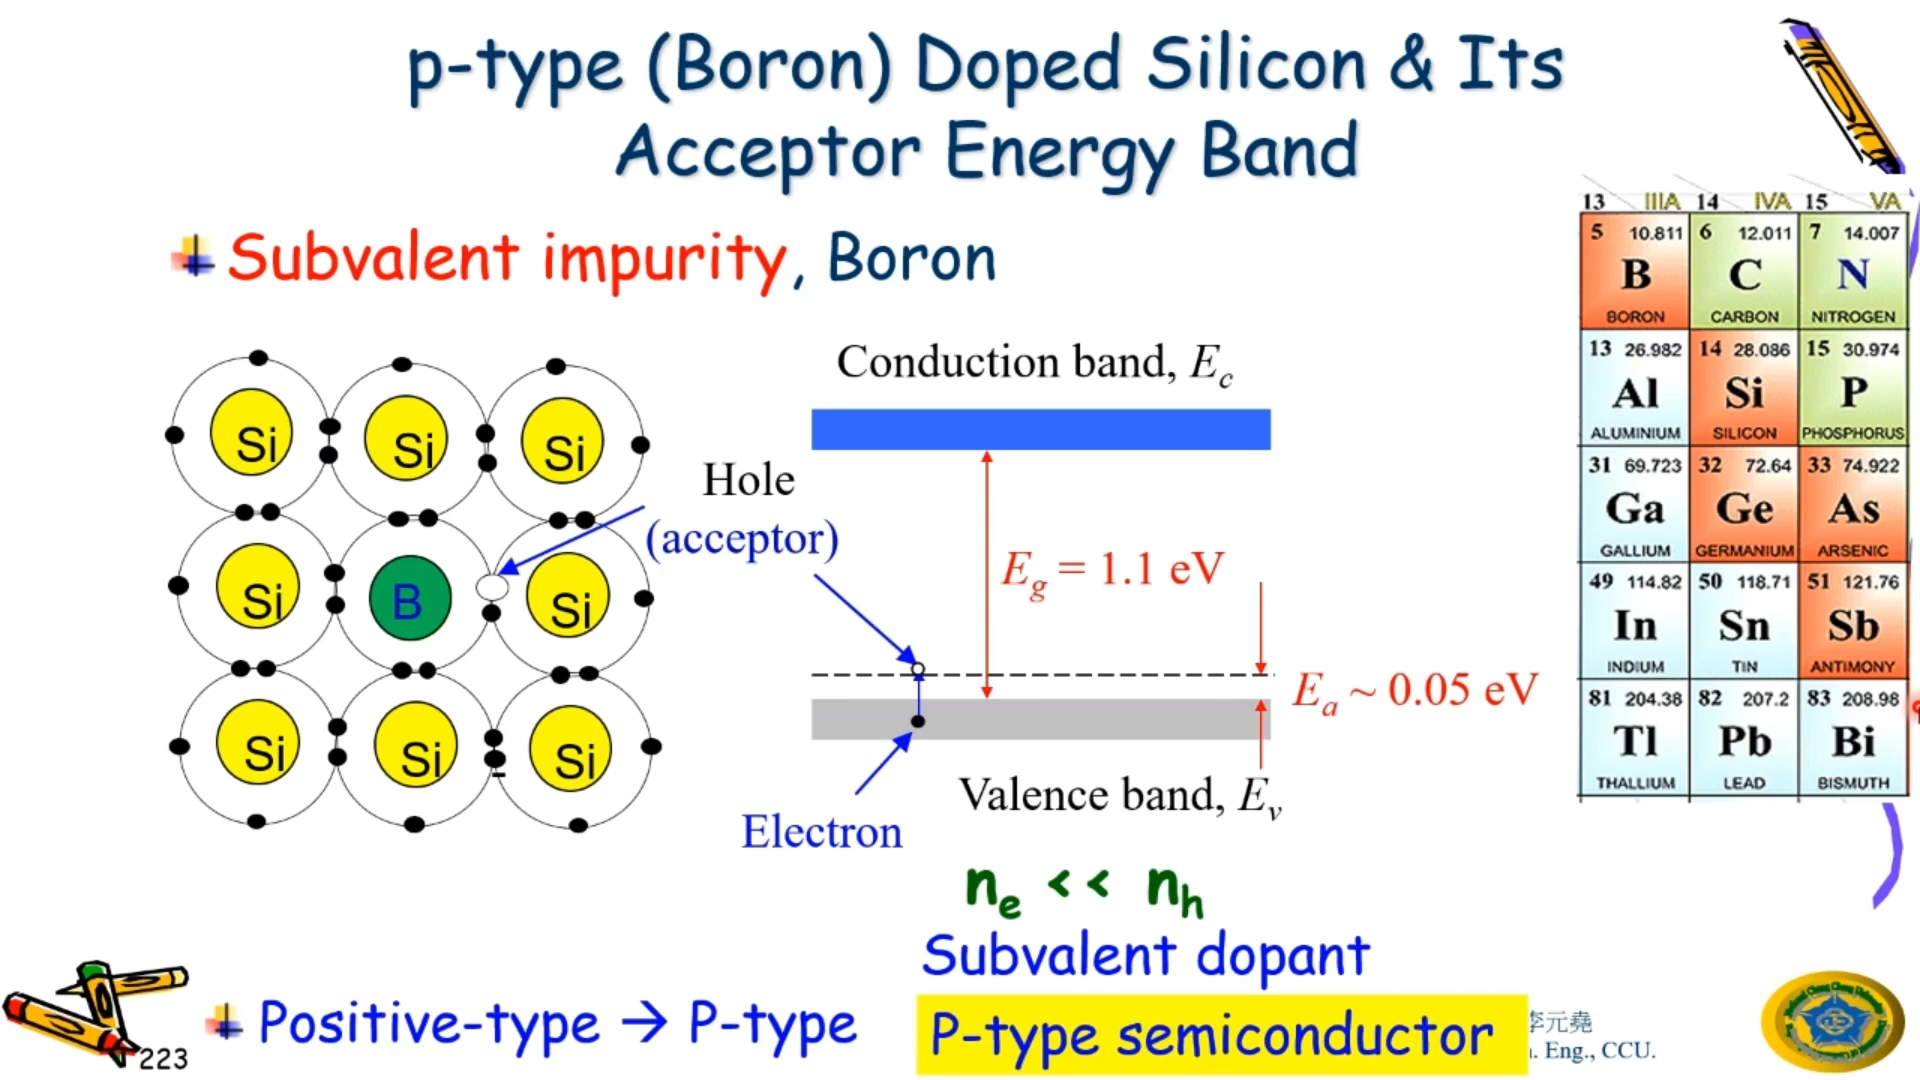 p-type (Boron) Doped Silicon & Its
Acceptor Energy Band
Subvalent impurity, Boron
Si Si Si
Si B Si
Si Si Si
-
Hole
(acceptor)
Electron
Conduction band, Ec
Eg = 1.1 eV
Ea ~ 0.05 eV
Valence band, Ev
ne << nh
Subvalent dopant
P-type semiconductor
Positive-type → P-type
13 IIIA 14 IVA 15 VA
5 10.811 6 12.011 7 14.007
B C N
BORON CARBON NITROGEN
13 26.982 14 28.086 15 30.974
Al Si P
ALUMINIUM SILICON PHOSPHORUS
31 69.723 32 72.64 33 74.922
Ga Ge As
GALLIUM GERMANIUM ARSENIC
49 114.82 50 118.71 51 121.76
In Sn Sb
INDIUM TIN ANTIMONY
81 204.38 82 207.2 83 208.98
Tl Pb Bi
THALLIUM LEAD BISMUTH
李元堯
. Eng., CCU.
223